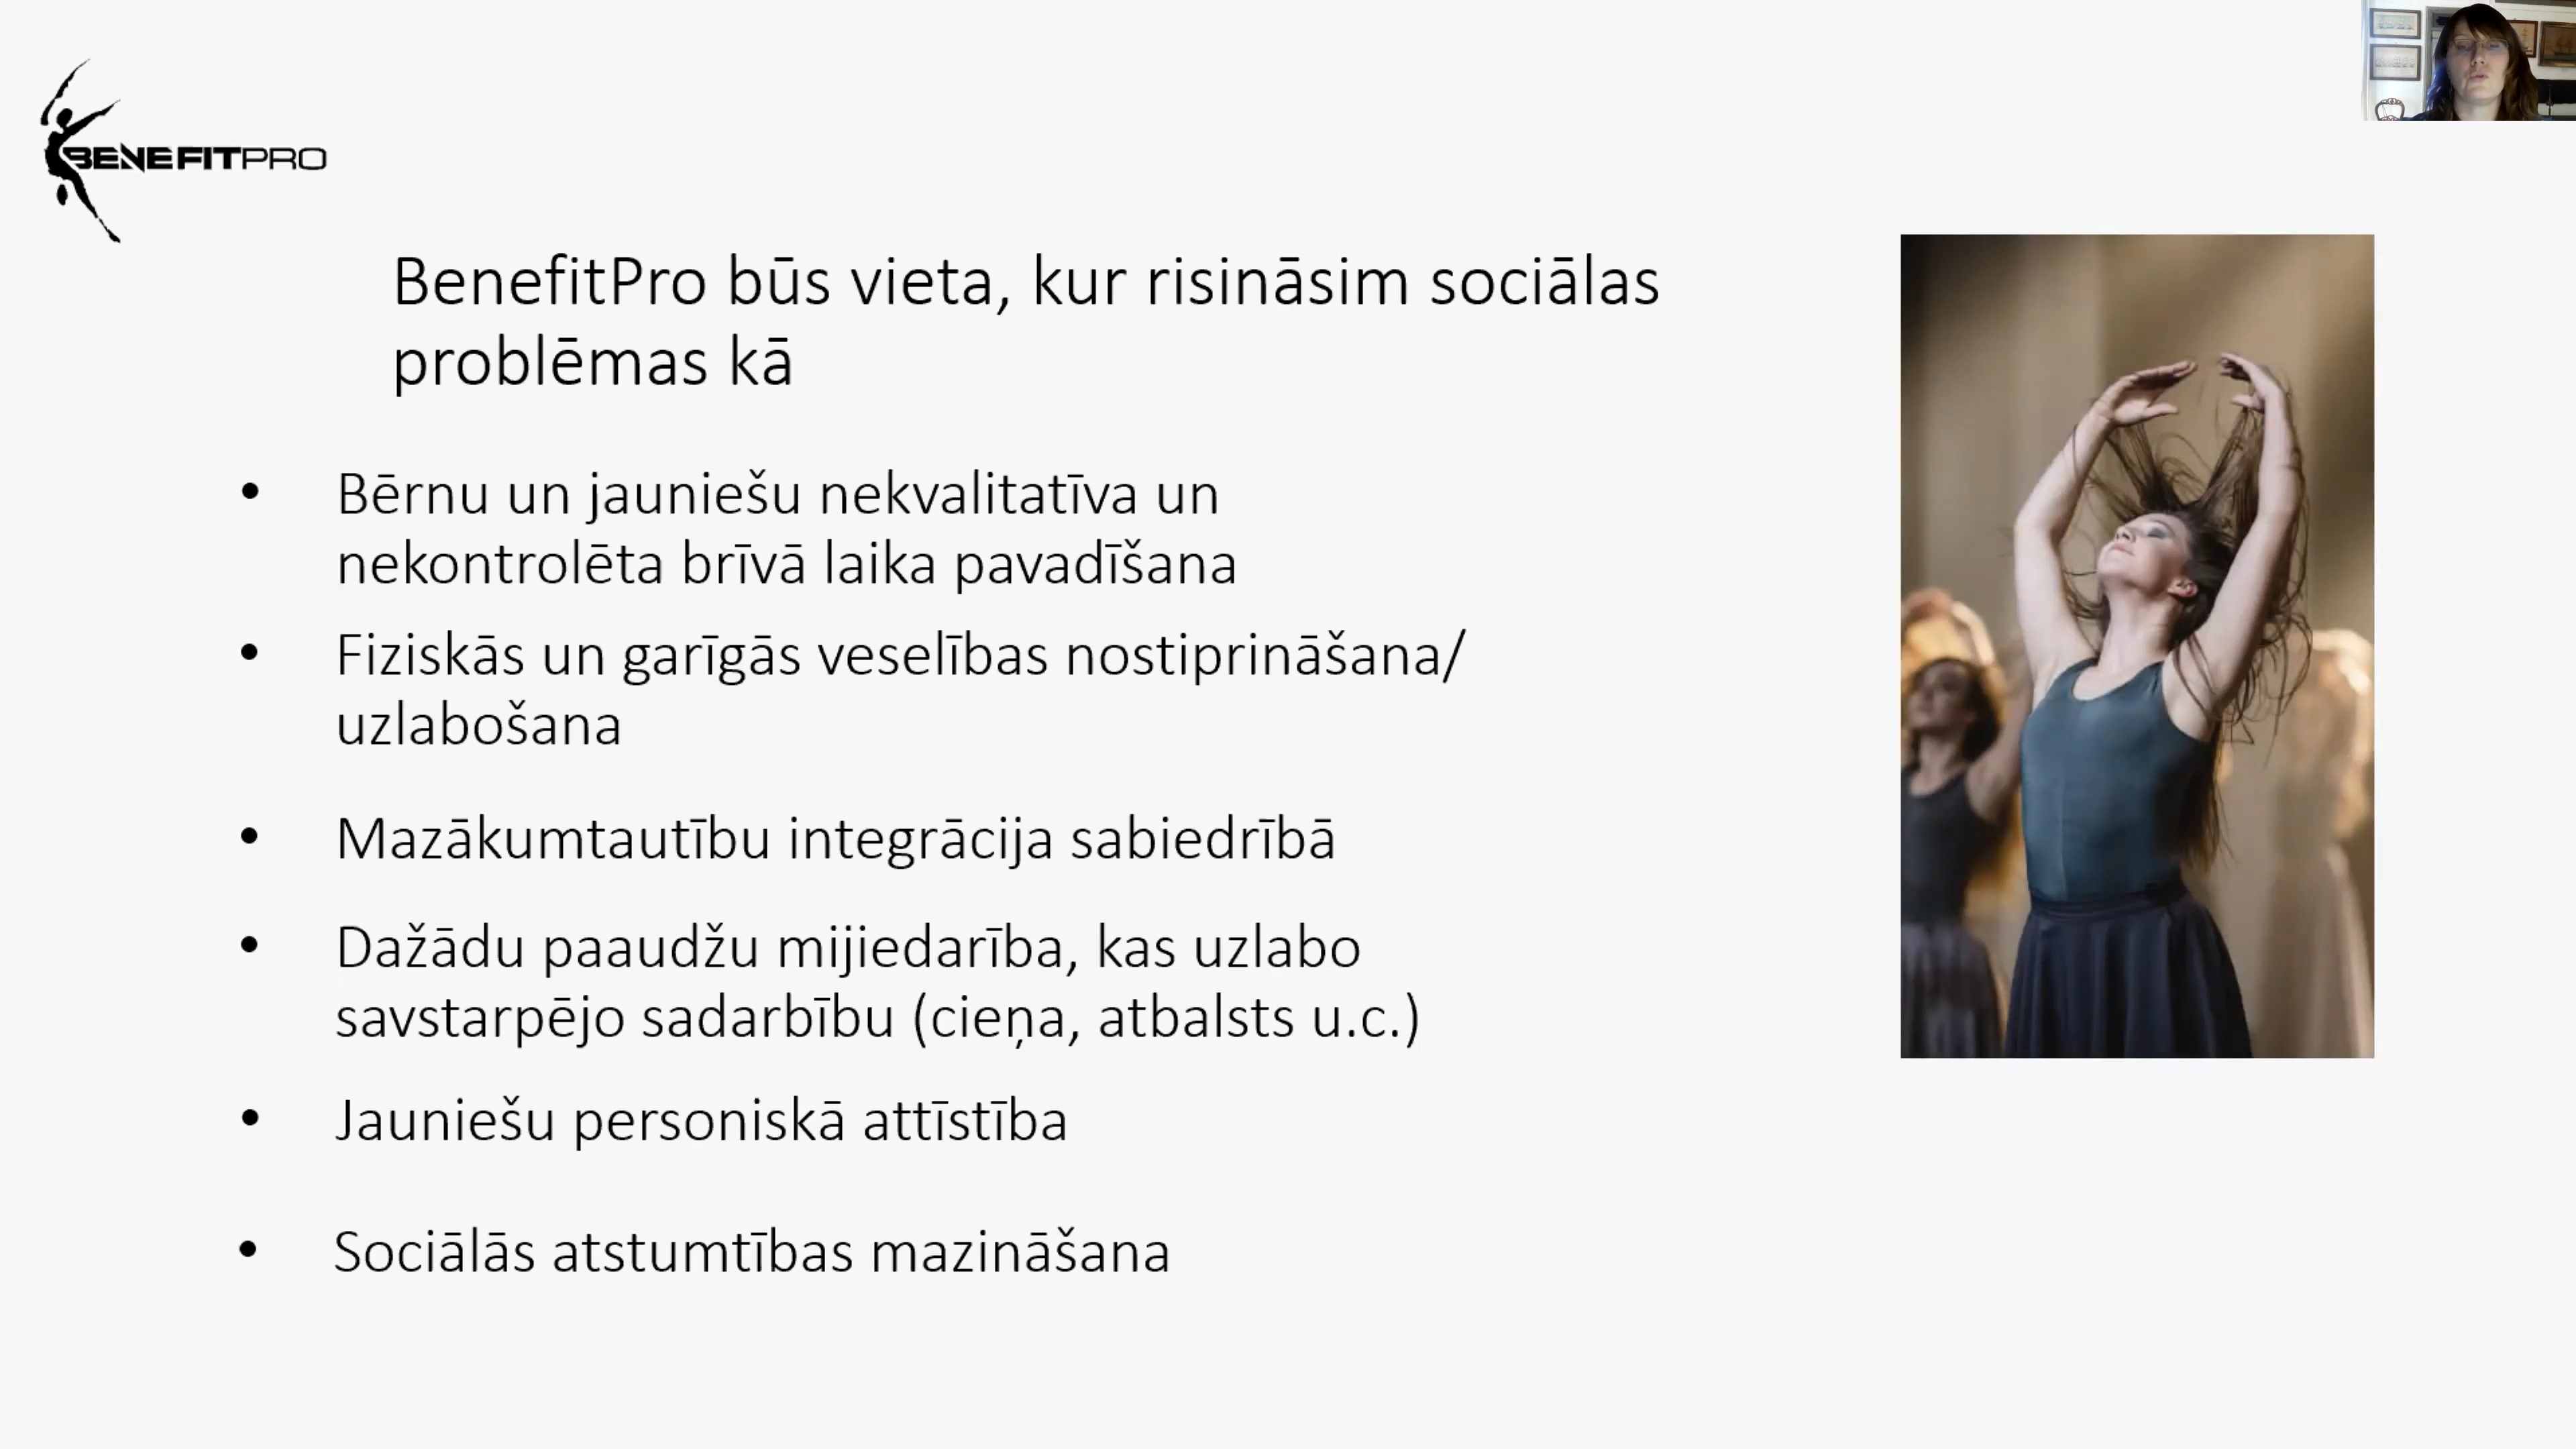 BENEFITPRO
BenefitPro būs vieta, kur risināsim sociālas
problēmas kā
• Bērnu un jauniešu nekvalitatīva un
nekontrolēta brīvā laika pavadīšana
• Fiziskās un garīgās veselības nostiprināšana/
uzlabošana
• Mazākumtautību integrācija sabiedrībā
• Dažādu paaudžu mijiedarība, kas uzlabo
savstarpējo sadarbību (cieņa, atbalsts u.c.)
• Jauniešu personiskā attīstība
• Sociālās atstumtības mazināšana